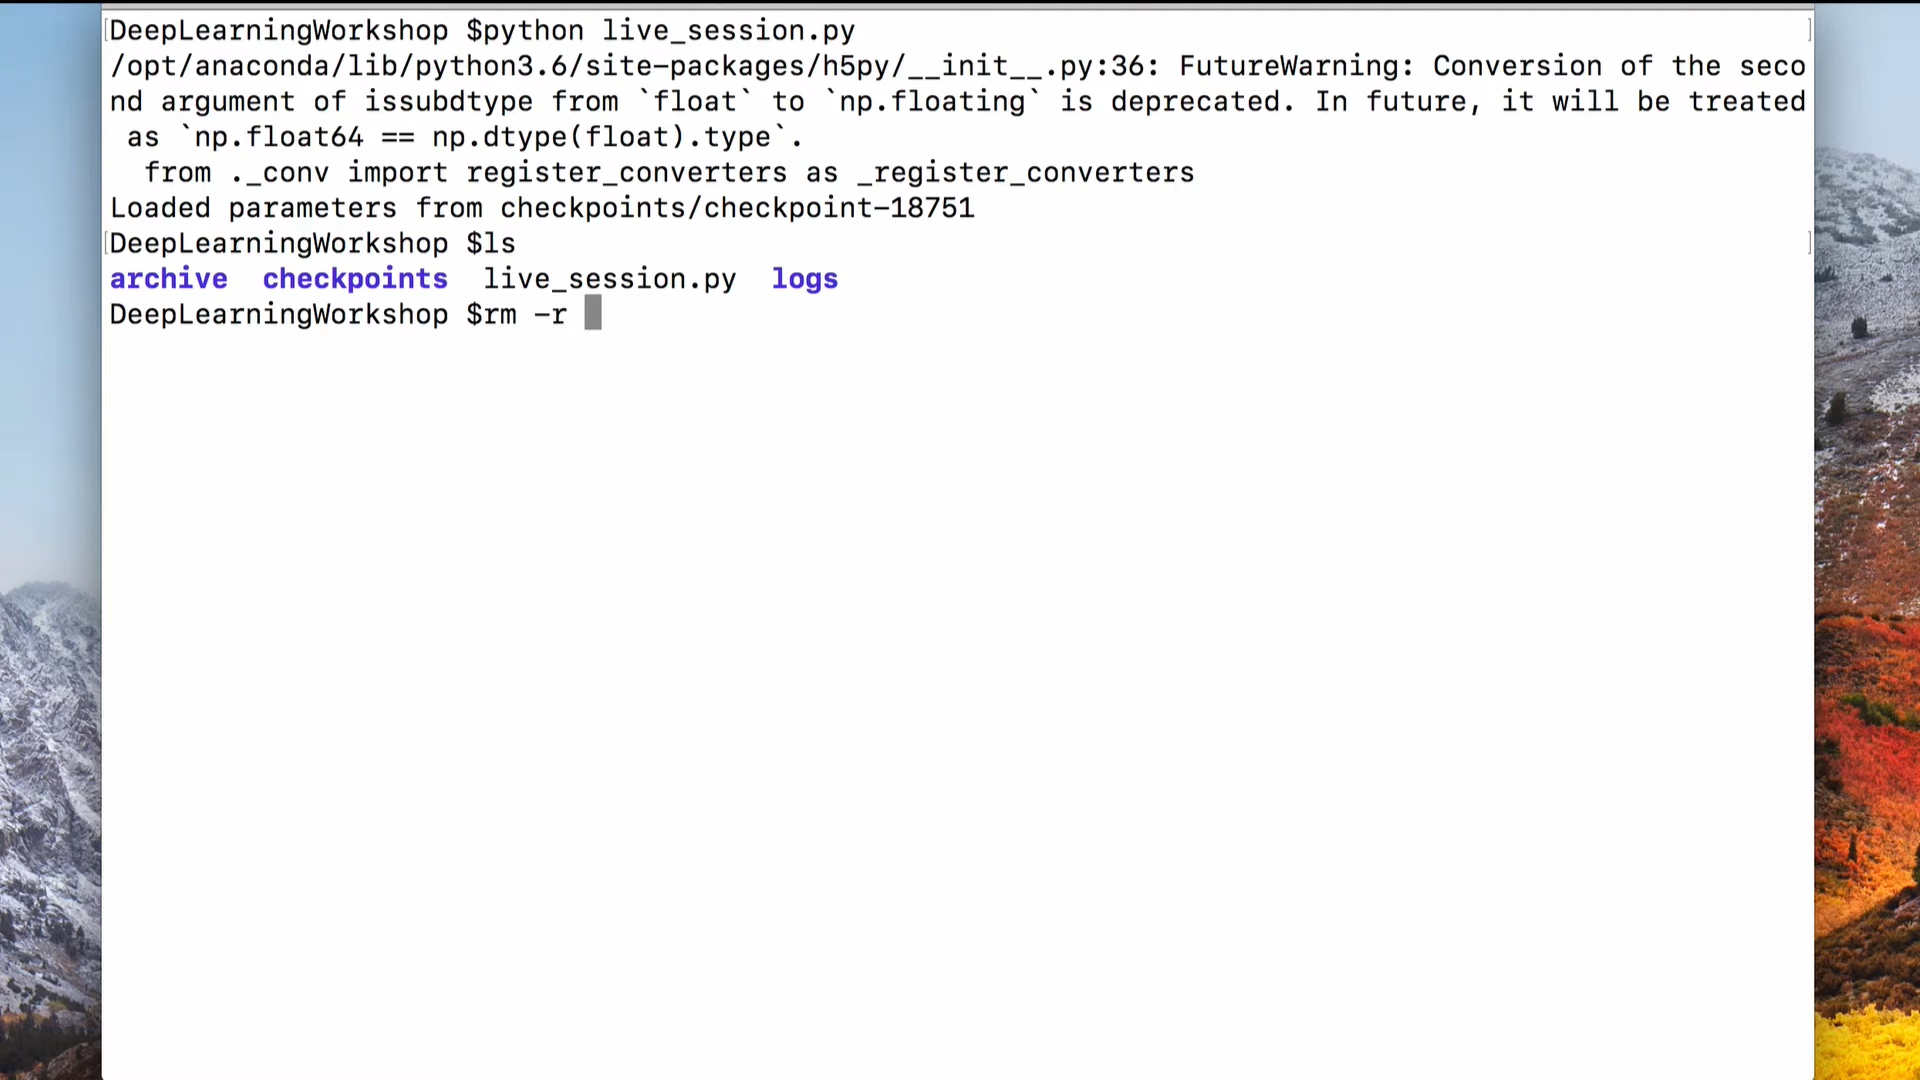 DeepLearningWorkshop $python live_session.py
/opt/anaconda/lib/python3.6/site-packages/h5py/__init__.py:36: FutureWarning: Conversion of the seco
nd argument of issubdtype from `float` to `np.floating` is deprecated. In future, it will be treated
 as `np.float64 == np.dtype(float).type`.
  from ._conv import register_converters as _register_converters
Loaded parameters from checkpoints/checkpoint-18751
DeepLearningWorkshop $ls
archive  checkpoints  live_session.py  logs
DeepLearningWorkshop $rm -r